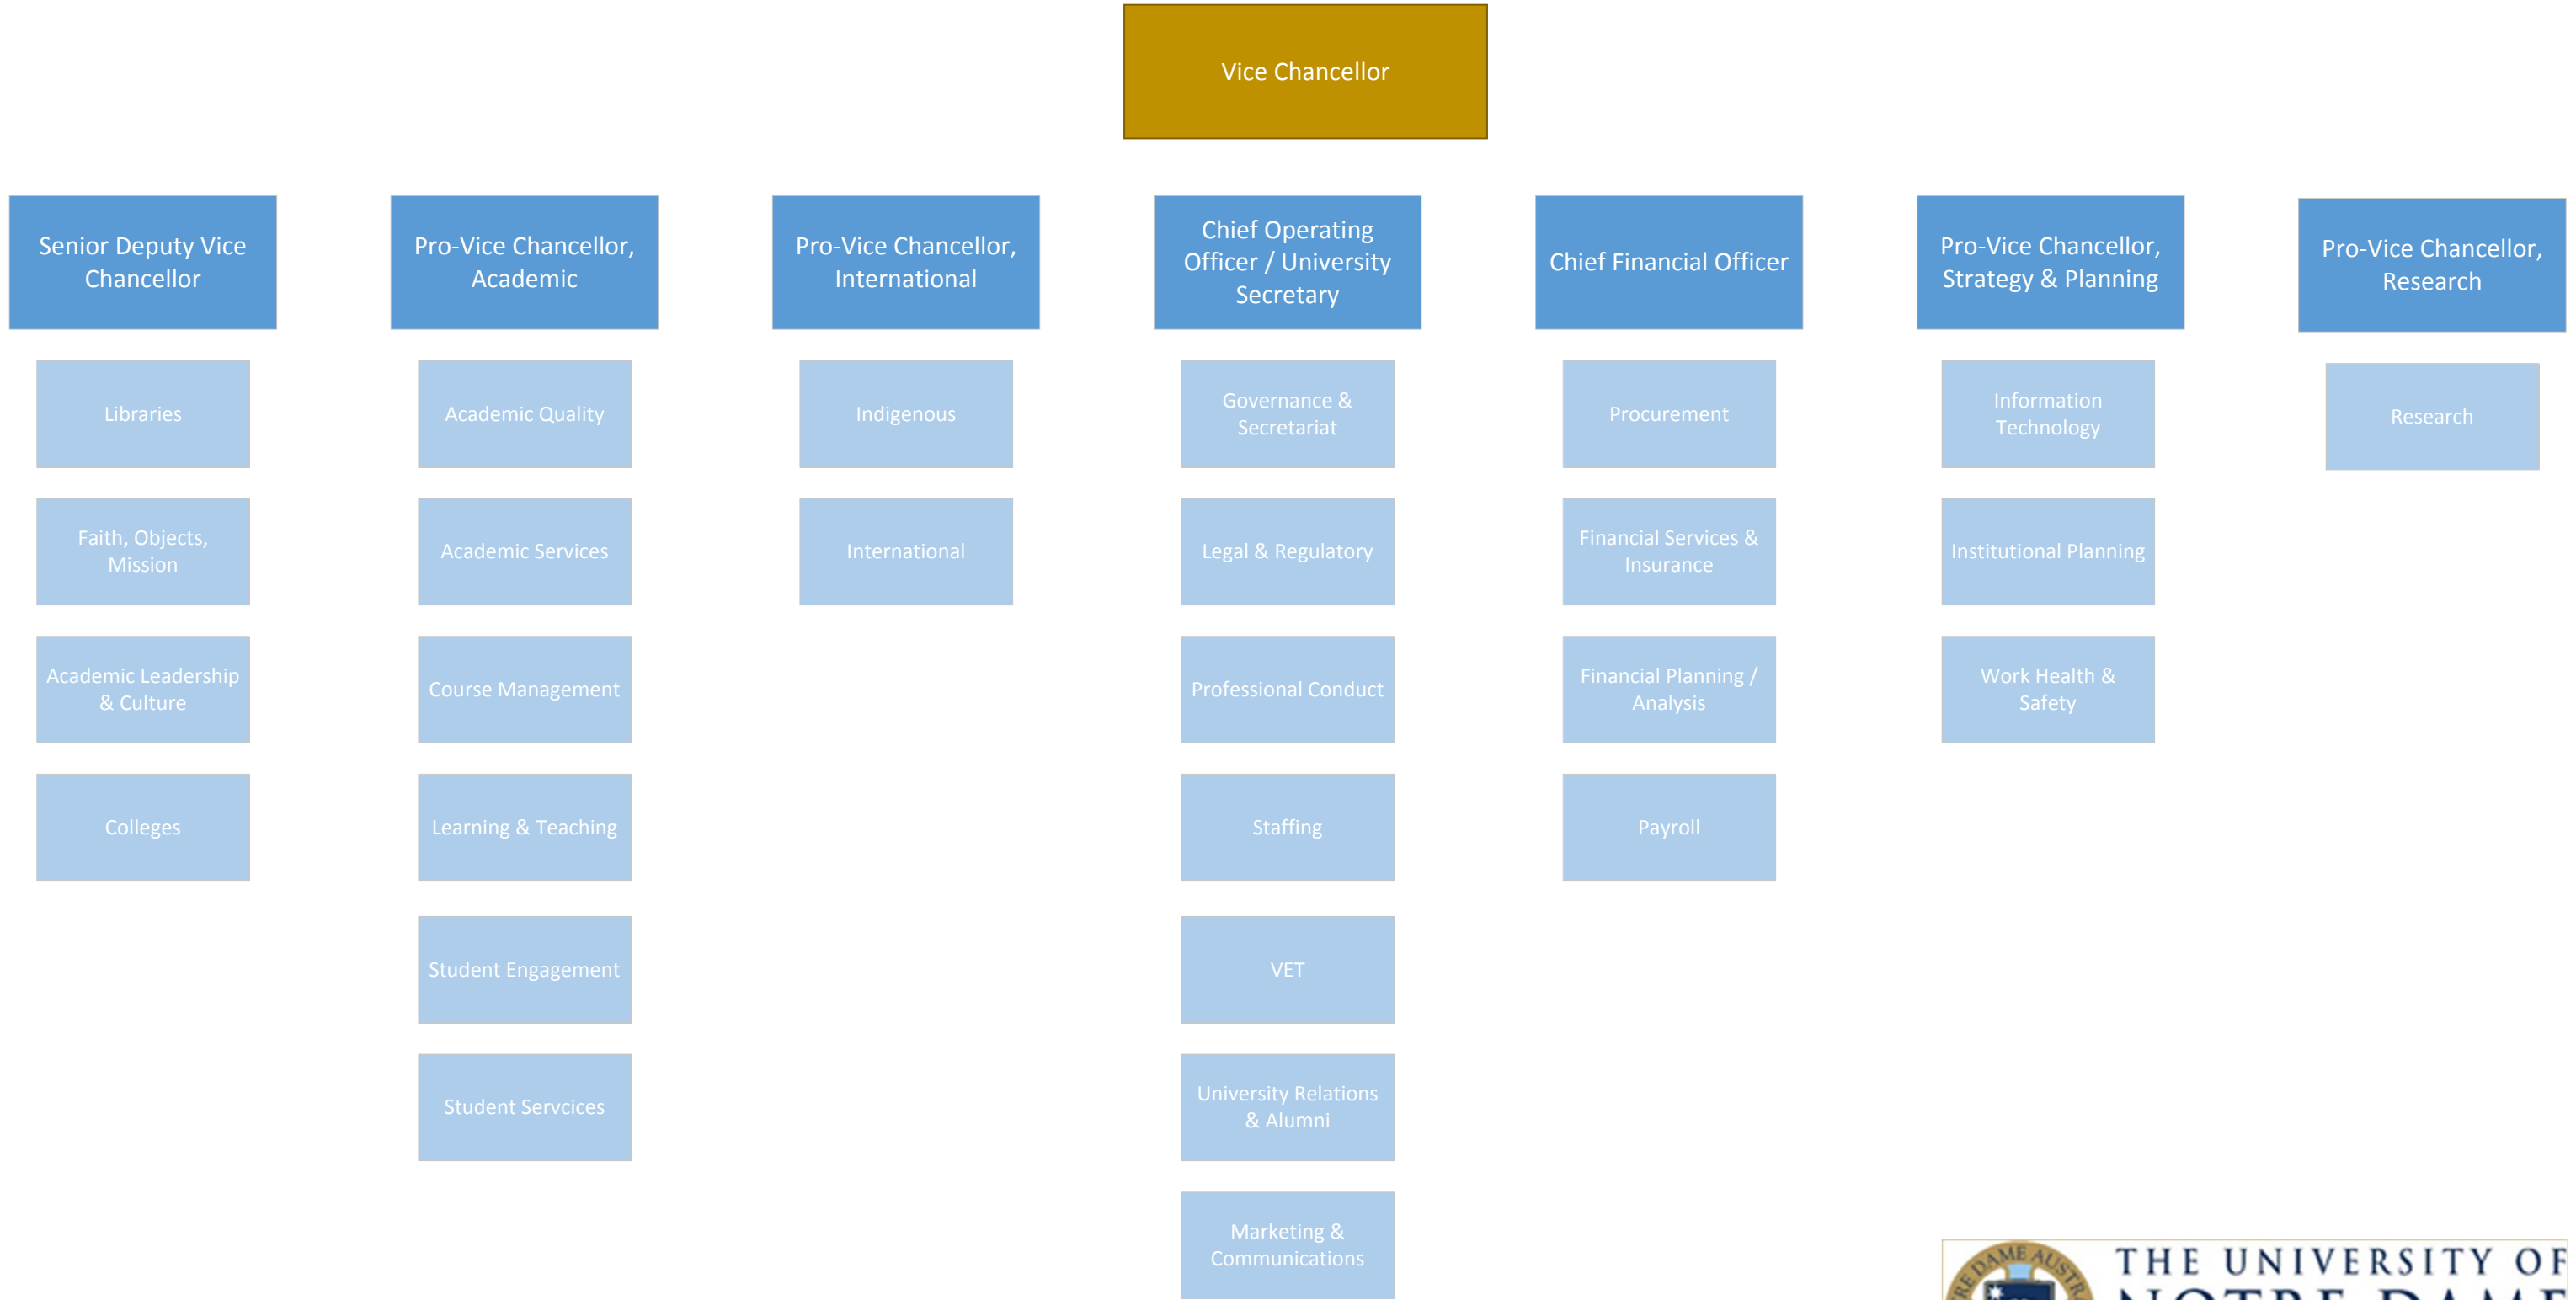 Vice Chancellor
Senior Deputy Vice
Chancellor
Pro-Vice Chancellor,
Academic
Pro-Vice Chancellor,
International
Chief Operating
Officer / University
Secretary
Chief Financial Officer
Pro-Vice Chancellor,
Strategy & Planning
Pro-Vice Chancellor,
Research
Libraries
Faith, Objects,
Mission
Academic Leadership
& Culture
Colleges
Academic Quality
Academic Services
Course Management
Learning & Teaching
Student Engagement
Student Servcices
Indigenous
International
Governance &
Secretariat
Legal & Regulatory
Professional Conduct
Staffing
VET
University Relations
& Alumni
Marketing &
Communications
Procurement
Financial Services &
Insurance
Financial Planning /
Analysis
Payroll
Information
Technology
Institutional Planning
Work Health &
Safety
Research
THE UNIVERSITY OF
NOTRE DAME